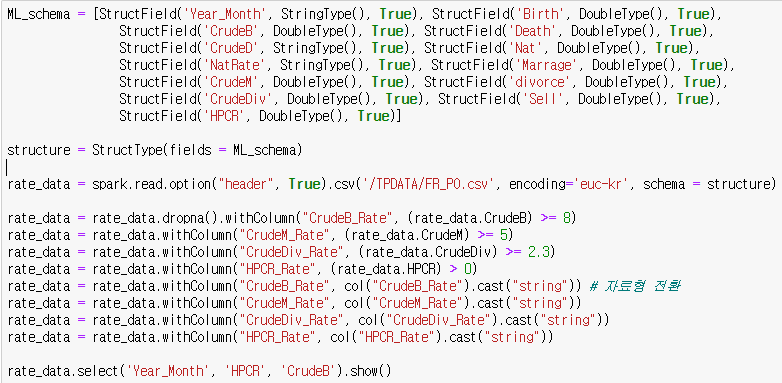 ML_schema = [StructField('Year_Month', StringType(), True), StructField('Birth', DoubleType(), True),
StructField('CrudeB', DoubleType(), True), StructField('Death', DoubleType(), True),
StructField('CrudeD', StringType(), True), StructField('Nat', DoubleType(), True),
StructField('NatRate', StringType(), True), StructField('Marrage', DoubleType(), True),
StructField('CrudeM', DoubleType(), True), StructField('divorce', DoubleType(), True),
StructField('CrudeDiv', DoubleType(), True), StructField('Sell', DoubleType(), True),
StructField('HPCR', DoubleType(), True)]
structure = StructType(fields = ML_schema)
rate_data = spark.read.option("header", True).csv('/TPDATA/FR_PO.csv', encoding='euc-kr', schema = structure)
rate_data = rate_data.dropna().withColumn("CrudeB_Rate", (rate_data.CrudeB) >= 8)
rate_data = rate_data.withColumn("CrudeM_Rate", (rate_data.CrudeM) >= 5)
rate_data = rate_data.withColumn("CrudeDiv_Rate", (rate_data.CrudeDiv) >= 2.3)
rate_data = rate_data.withColumn("HPCR_Rate", (rate_data.HPCR) > 0)
rate_data = rate_data.withColumn("CrudeB_Rate", col("CrudeB_Rate").cast("string")) # 자료형 전환
rate_data = rate_data.withColumn("CrudeM_Rate", col("CrudeM_Rate").cast("string"))
rate_data = rate_data.withColumn("CrudeDiv_Rate", col("CrudeDiv_Rate").cast("string"))
rate_data = rate_data.withColumn("HPCR_Rate", col("HPCR_Rate").cast("string"))
rate_data.select('Year_Month', 'HPCR', 'CrudeB').show()